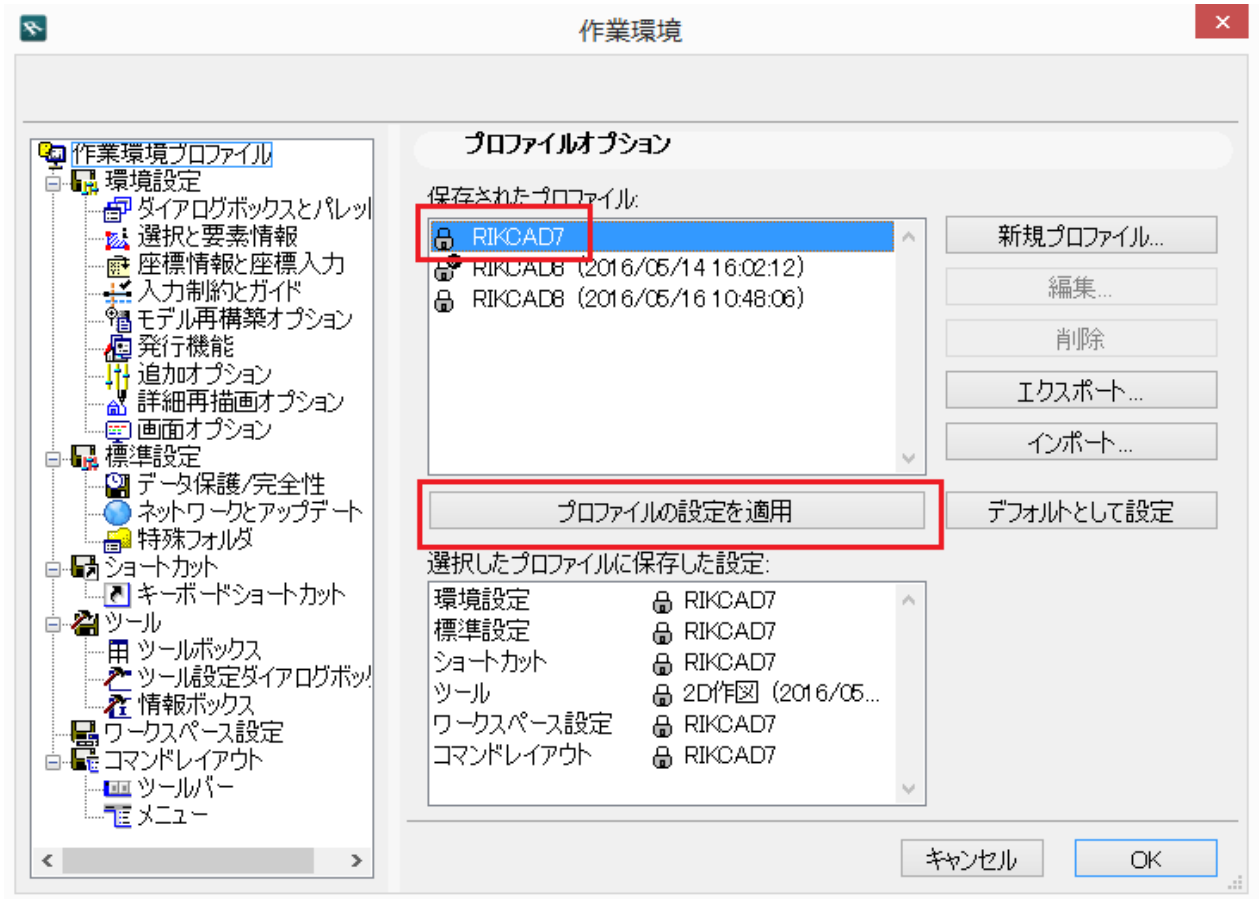 作業環境
作業環境プロファイル
環境設定
ダイアログボックスとパレッ
選択と要素情報
座標情報と座標入力
入力制約とガイド
モデル再構築オプション
発行機能
追加オプション
詳細再描画オプション
画面オプション
標準設定
データ保護/完全性
ネットワークとアップデート
特殊フォルダ
ショートカット
キーボードショートカット
ツール
ツールボックス
ツール設定ダイアログボッ
情報ボックス
ワークスペース設定
コマンドレイアウト
ツールバー
メニュー
プロファイルオプション
保存されたプロファイル:
RIKCAD7
RIKCAD8 (2016/05/14 16:02:12)
RIKCAD8 (2016/05/16 10:48:06)
新規プロファイル...
編集...
削除
エクスポート...
インポート...
プロファイルの設定を適用
デフォルトとして設定
選択したプロファイルに保存した設定:
環境設定 RIKCAD7
標準設定 RIKCAD7
ショートカット RIKCAD7
ツール 2D作図 (2016/05...
ワークスペース設定 RIKCAD7
コマンドレイアウト RIKCAD7
キャンセル
OK